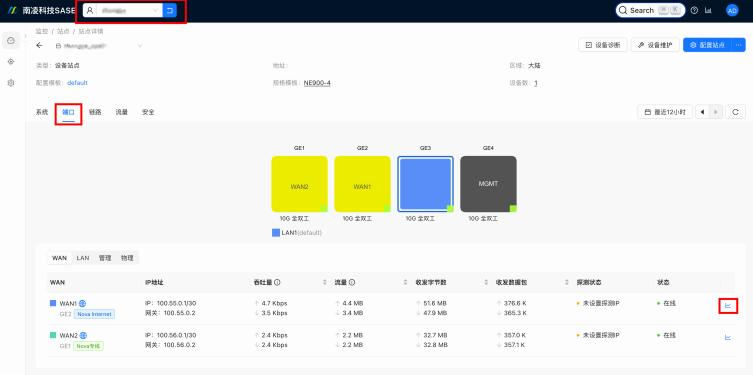 南凌科技SASE
Search ⌘ K
AD
监控 / 站点 / 站点详情
设备诊断 设备维护 配置站点 ···
类型：设备站点 地址： 区域：大陆
配置模板：default 规格模板：NE900-4 设备数：1
系统 端口 链路 流量 安全
最近12小时
GE1 GE2 GE3 GE4
WAN2 WAN1 MGMT
10G 全双工 10G 全双工 10G 全双工 10G 全双工
LAN1(default)
WAN LAN 管理 物理
WAN IP地址 吞吐量 流量 收发字节数 收发数据包 探测状态 状态
WAN1 IP：100.55.0.1/30 ↑ 4.7 Kbps ↑ 4.4 MB ↑ 51.6 MB ↑ 376.6 K 未设置探测IP 在线
GE2 Nova Internet 网关：100.55.0.2 ↓ 3.5 Kbps ↓ 3.4 MB ↓ 47.9 MB ↓ 365.3 K
WAN2 IP：100.56.0.1/30 ↑ 2.4 Kbps ↑ 2.2 MB ↑ 32.7 MB ↑ 357.0 K 未设置探测IP 在线
GE1 Nova专线 网关：100.56.0.2 ↓ 2.4 Kbps ↓ 2.2 MB ↓ 32.8 MB ↓ 357.1 K